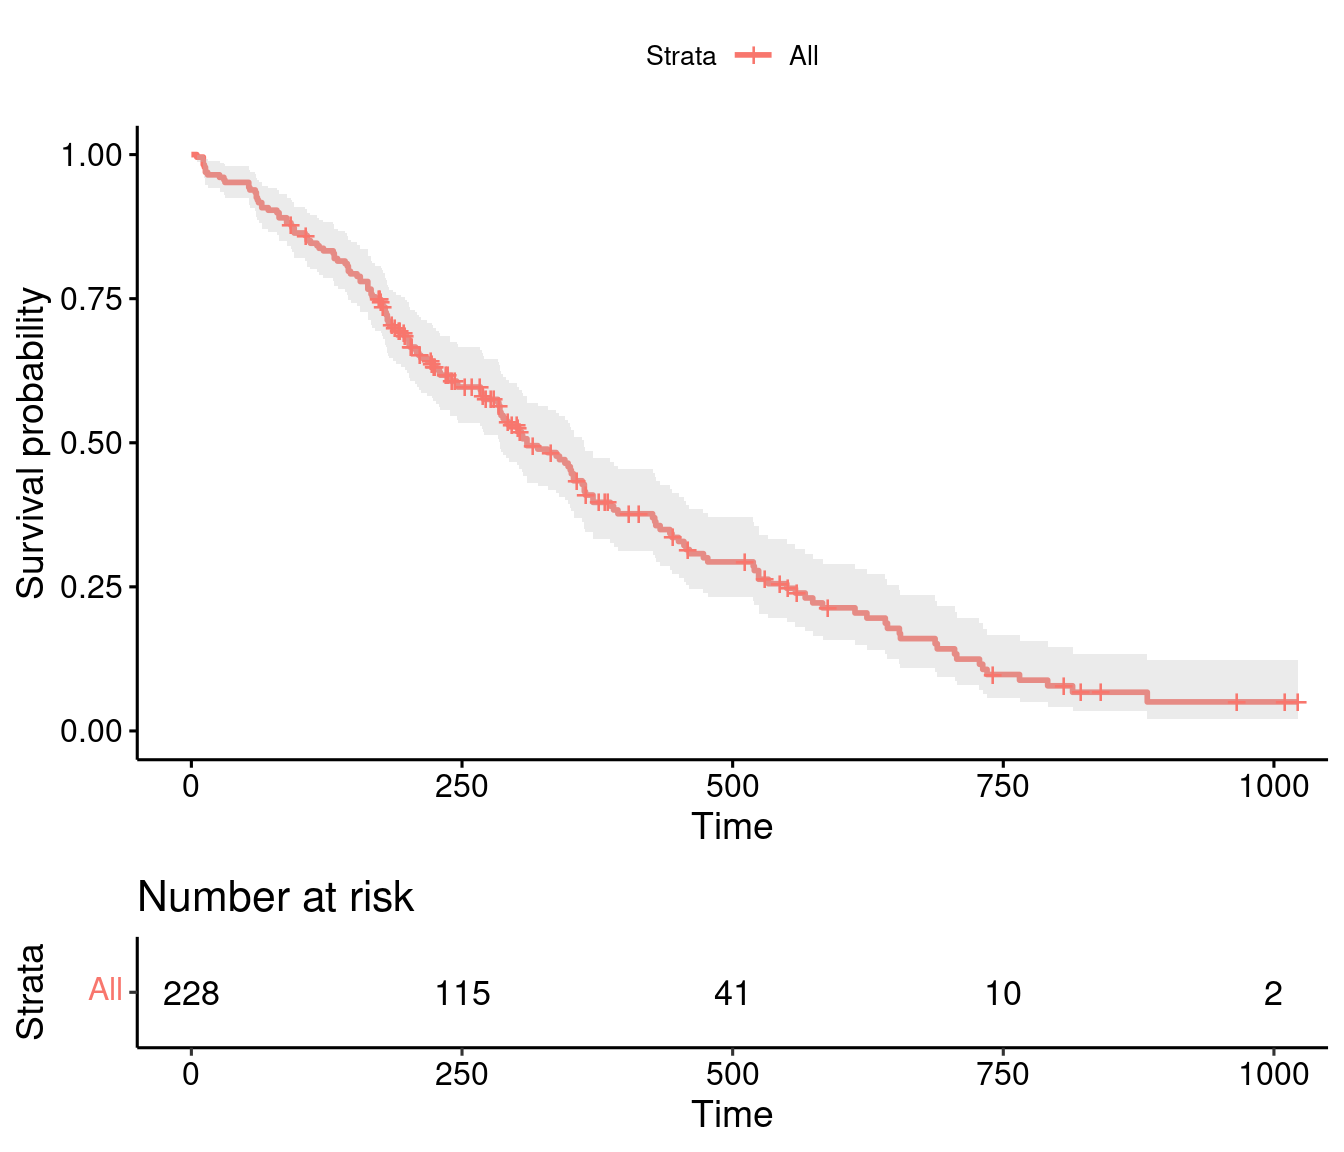 Strata All
Survival probability
1.00
0.75
0.50
0.25
0.00
0 250 500 750 1000
Time
Number at risk
Strata
All 228 115 41 10 2
0 250 500 750 1000
Time